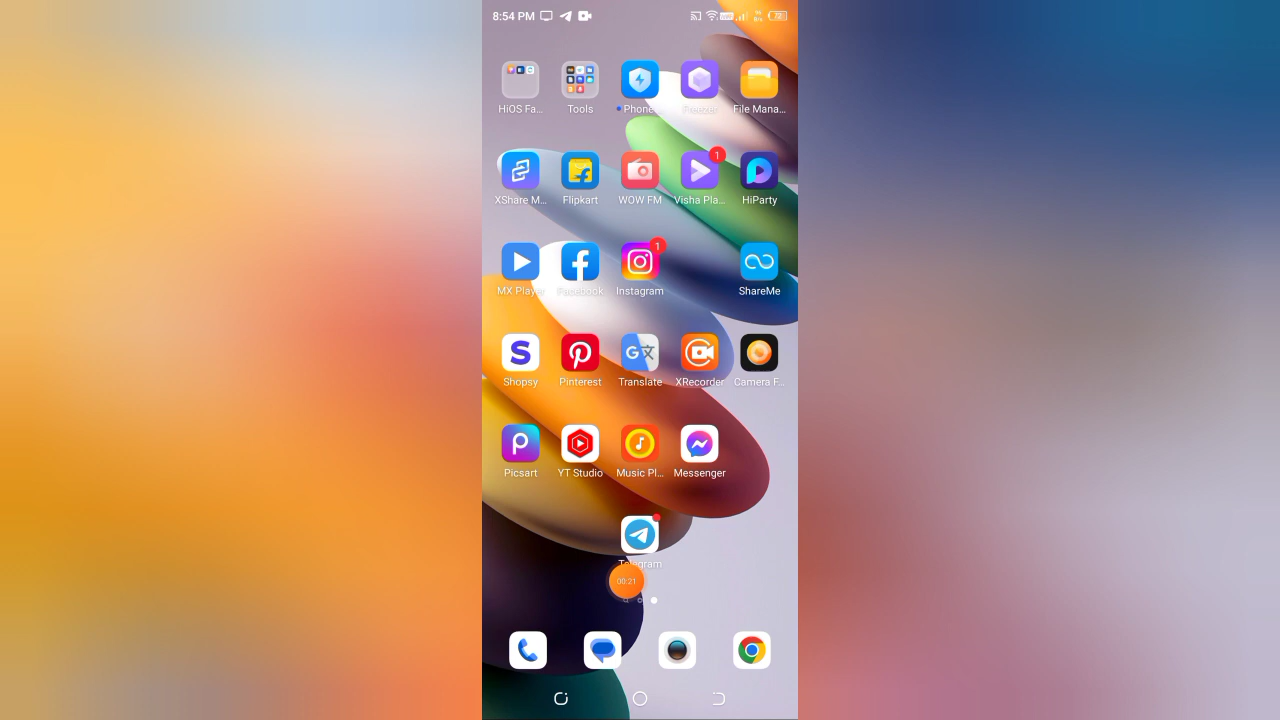 8:54 PM
HiOS Fa... Tools Phone... Freezer File Mana...
XShare M... Flipkart WOW FM Visha Pla... HiParty
MX Player Facebook Instagram ShareMe
Shopsy Pinterest Translate XRecorder Camera F...
Picsart YT Studio Music Pl... Messenger
Telegram
00:21